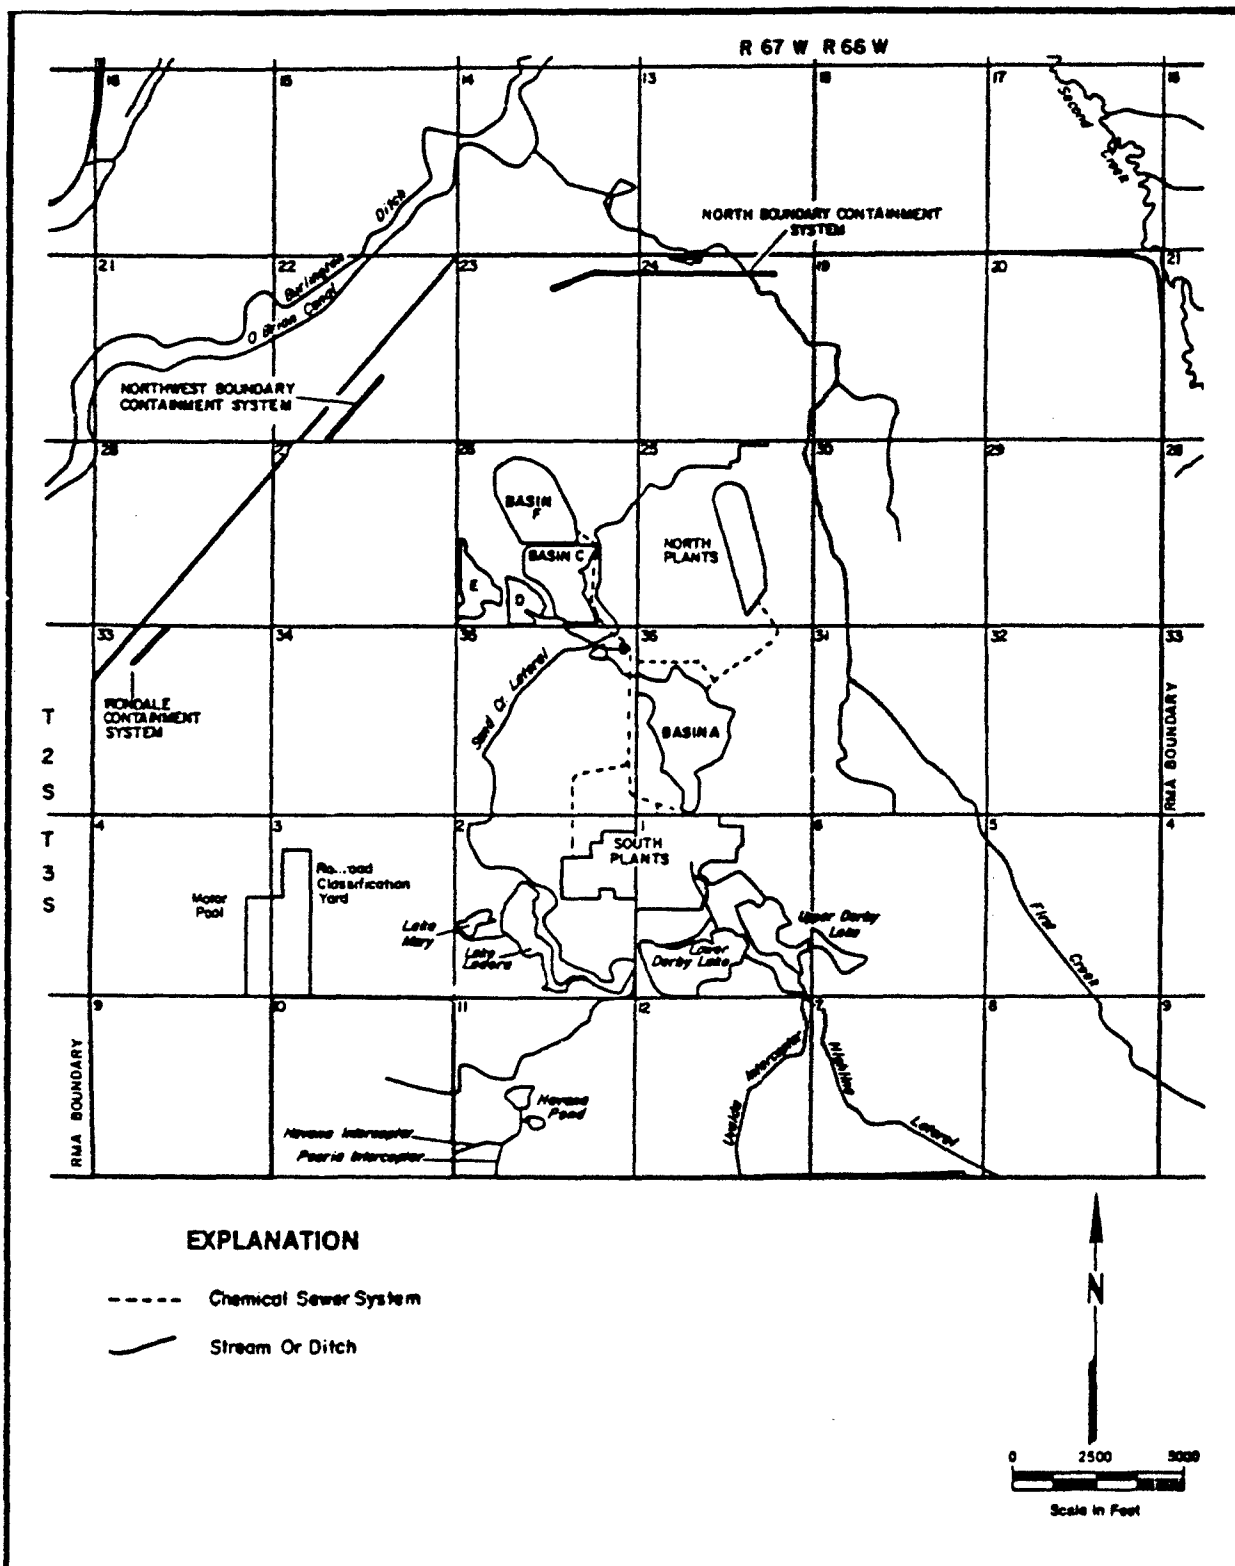 R 67 W R 66 W
16
15
14
13
18
17
16
Second Creek
Ditch
Burlington
O Brian Canal
NORTH BOUNDARY CONTAINMENT
SYSTEM
21
22
23
24
19
20
21
NORTHWEST BOUNDARY
CONTAINMENT SYSTEM
28
27
26
25
30
29
28
BASIN
F
BASIN C
E
D
NORTH
PLANTS
33
34
35
36
31
32
33
Sand Cr. Lateral
IRONDALE
CONTAINMENT
SYSTEM
BASIN A
RMA BOUNDARY
T
2
S
T
3
S
4
3
2
1
6
5
4
SOUTH
PLANTS
Motor
Pool
Classification
Yard
Lake
Mary
Lake
Ladora
Lower
Derby Lake
Upper Derby
Lake
First Creek
9
10
11
12
7
8
9
RMA BOUNDARY
Havana
Pond
Havana Interceptor
Peoria Interceptor
Uvalda Interceptor
Highline Lateral
EXPLANATION
Chemical Sewer System
Stream Or Ditch
N
0 2500 5000
Scale in Feet